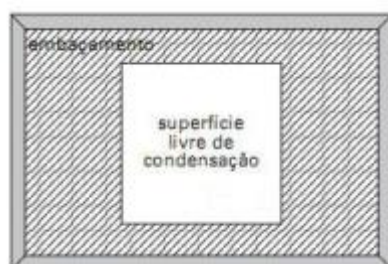 embaçamento
superfície
livre de
condensação